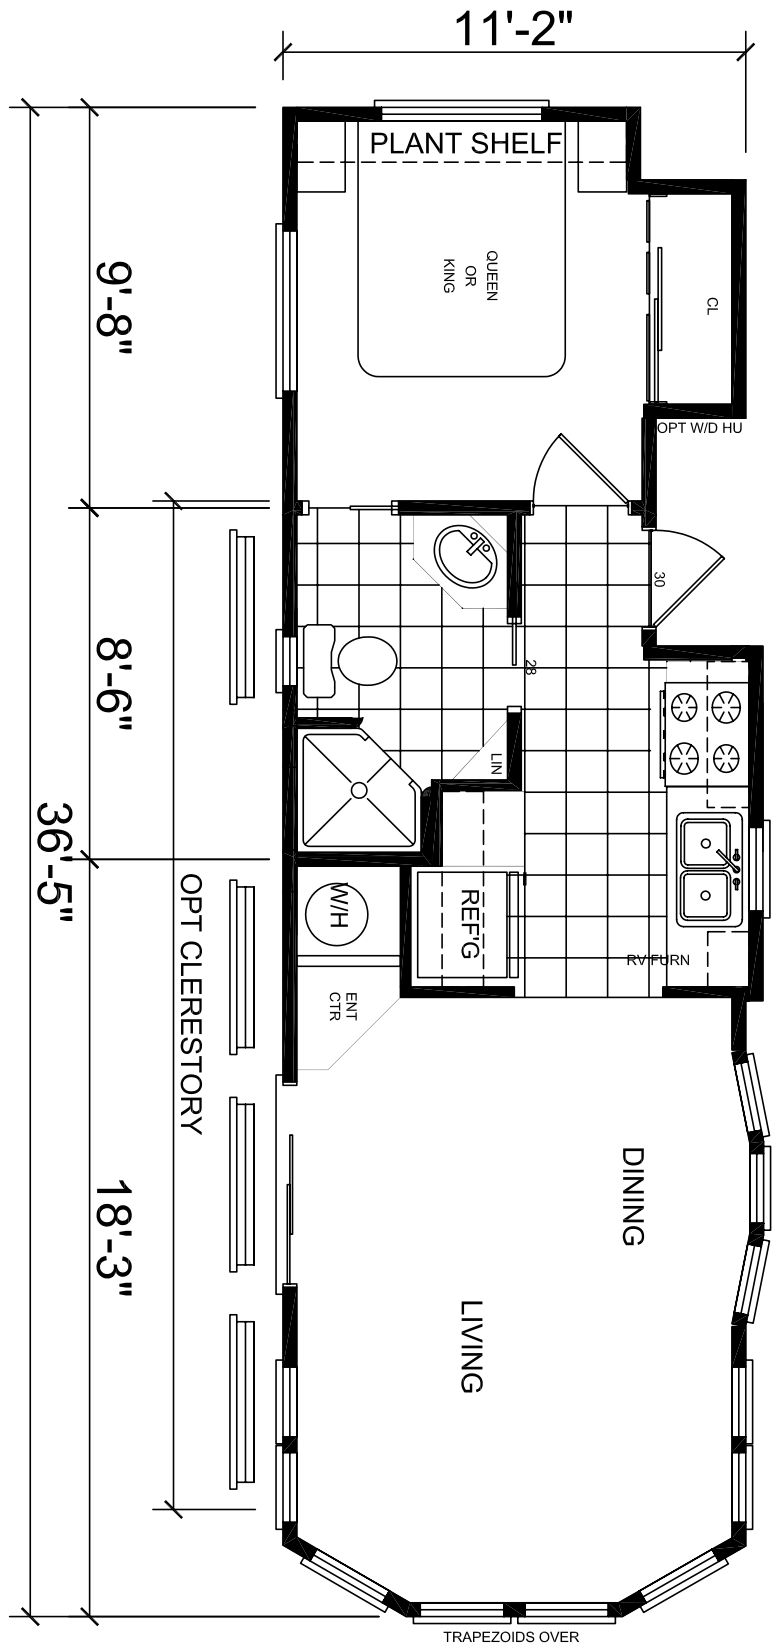 11'-2"
PLANT SHELF
QUEEN
OR
KING
CL
9'-8"
OPT W/D HU
30
28
8'-6"
LIN
36'-5"
OPT CLERESTORY
W/H
REF'G
RV FURN
ENT
CTR
18'-3"
DINING
LIVING
TRAPEZOIDS OVER